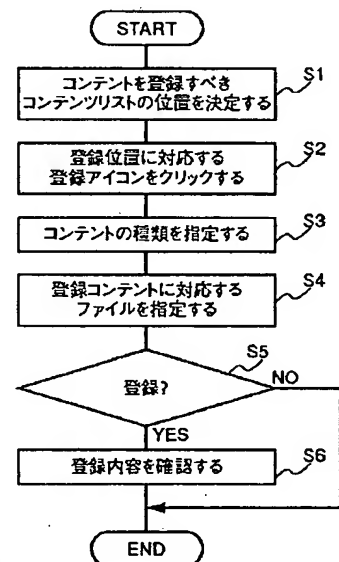 START
コンテントを登録すべき
コンテンツリストの位置を決定する
S1
登録位置に対応する
登録アイコンをクリックする
S2
コンテントの種類を指定する
S3
登録コンテントに対応する
ファイルを指定する
S4
登録?
S5
NO
YES
登録内容を確認する
S6
END